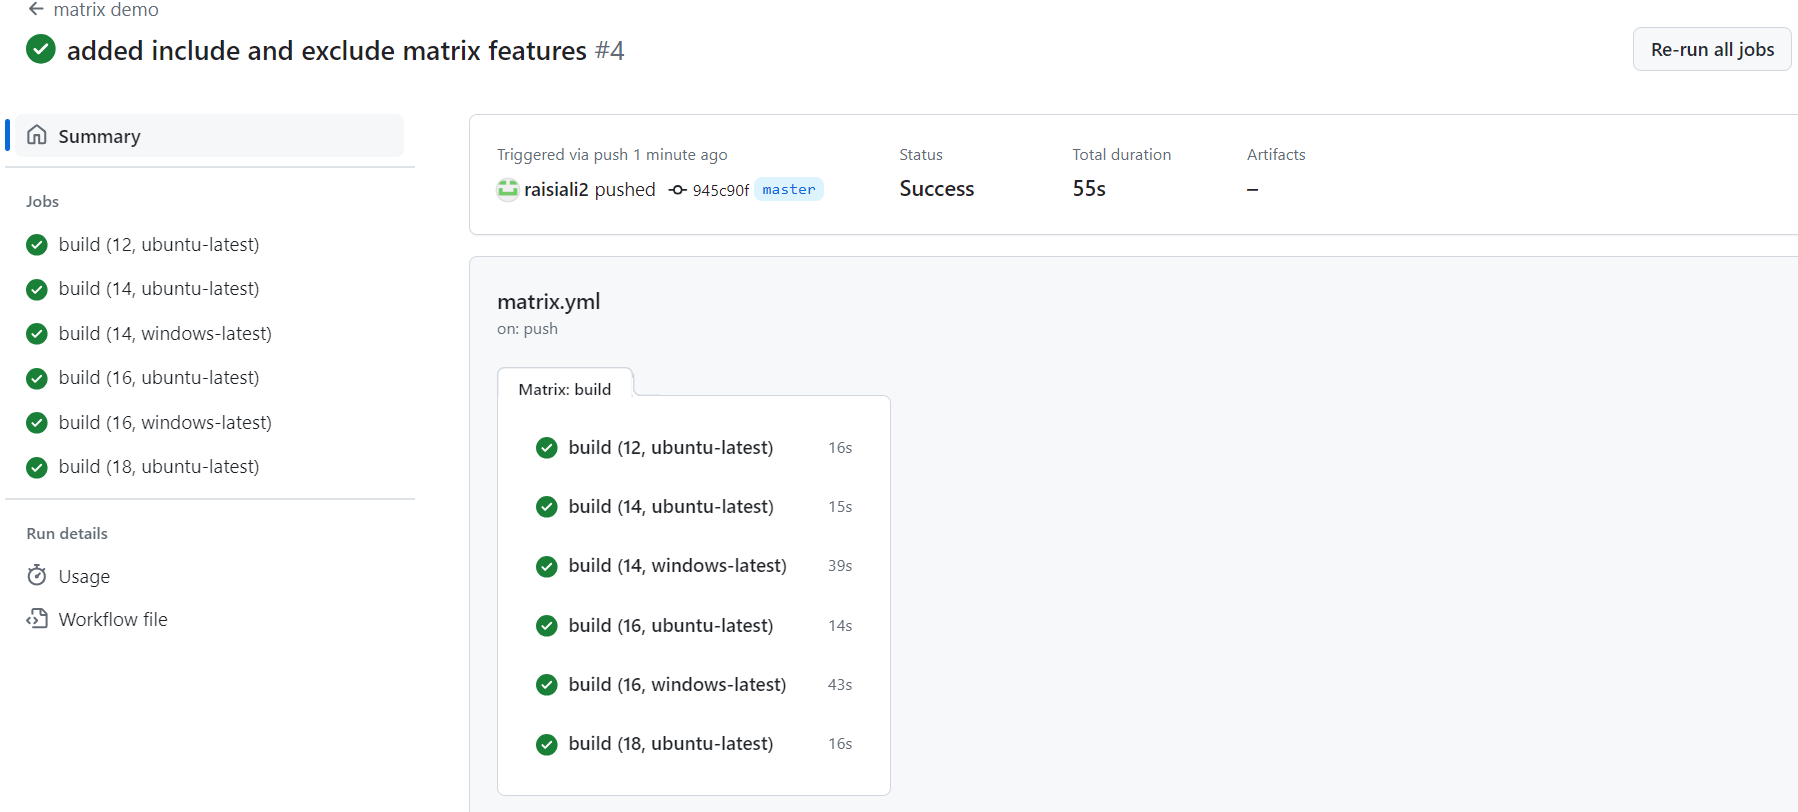 matrix demo
added include and exclude matrix features #4
Re-run all jobs
Summary
Jobs
build (12, ubuntu-latest)
build (14, ubuntu-latest)
build (14, windows-latest)
build (16, ubuntu-latest)
build (16, windows-latest)
build (18, ubuntu-latest)
Run details
Usage
Workflow file
Triggered via push 1 minute ago
raisiali2 pushed 945c90f master
Status
Success
Total duration
55s
Artifacts
–
matrix.yml
on: push
Matrix: build
build (12, ubuntu-latest) 16s
build (14, ubuntu-latest) 15s
build (14, windows-latest) 39s
build (16, ubuntu-latest) 14s
build (16, windows-latest) 43s
build (18, ubuntu-latest) 16s